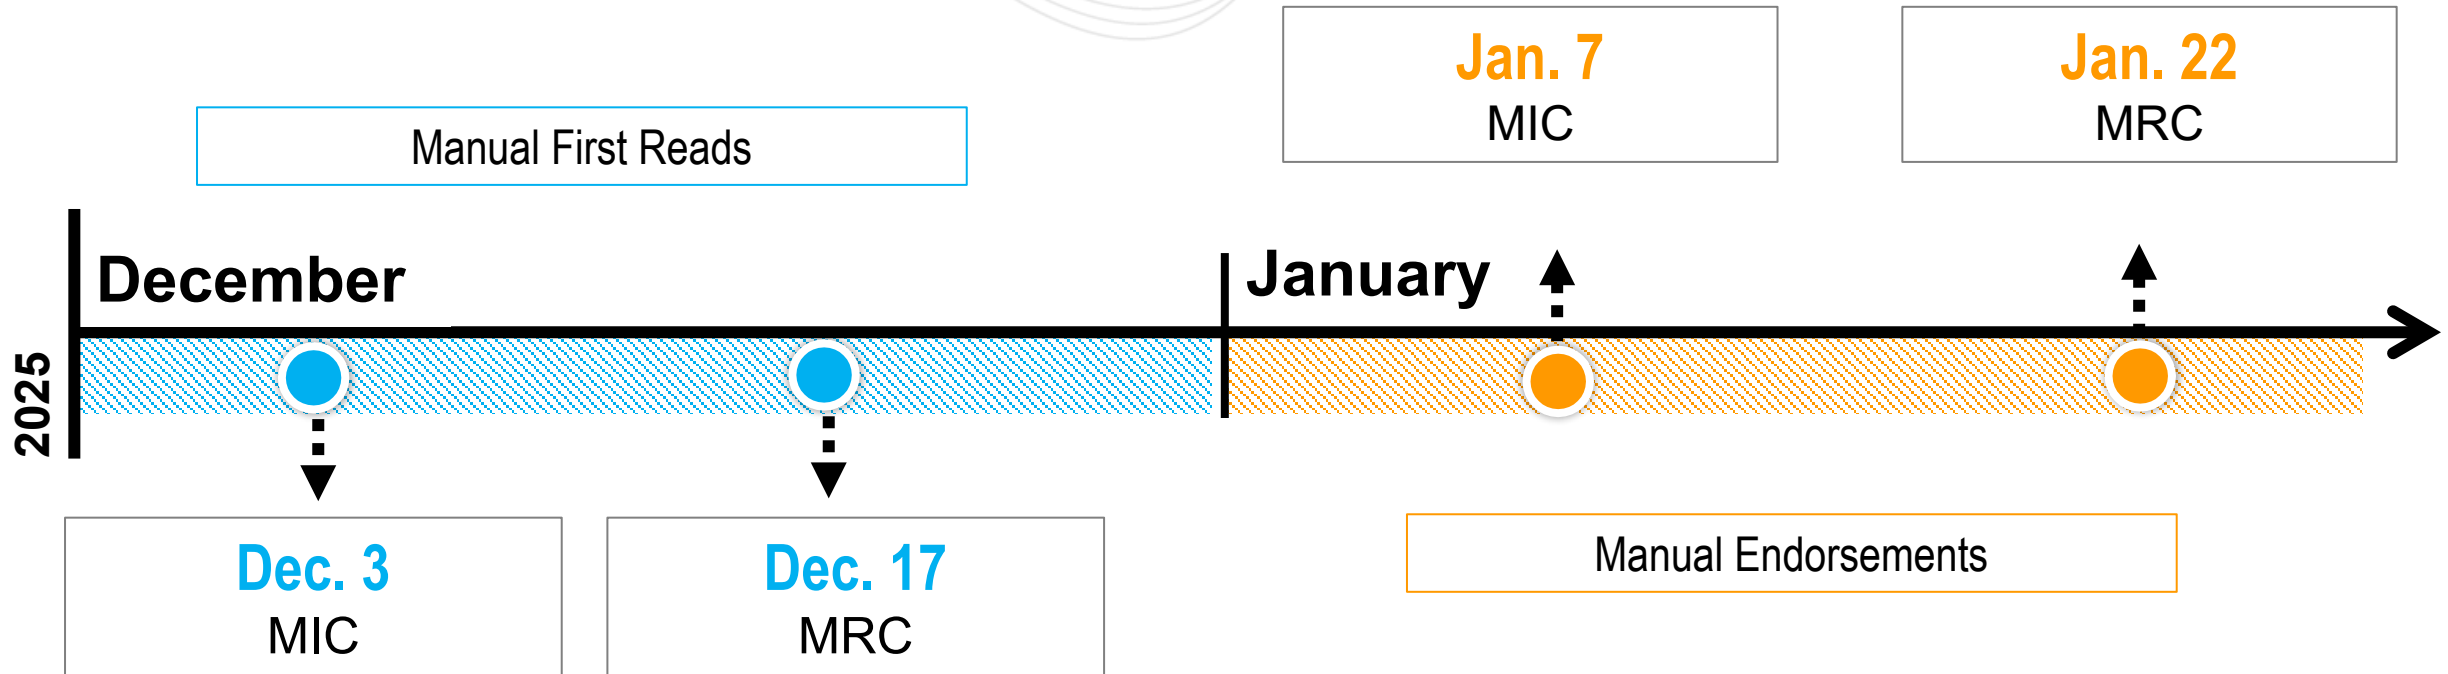 Jan. 7
MIC
Jan. 22
MRC
Manual First Reads
December
January
2025
Dec. 3
MIC
Dec. 17
MRC
Manual Endorsements